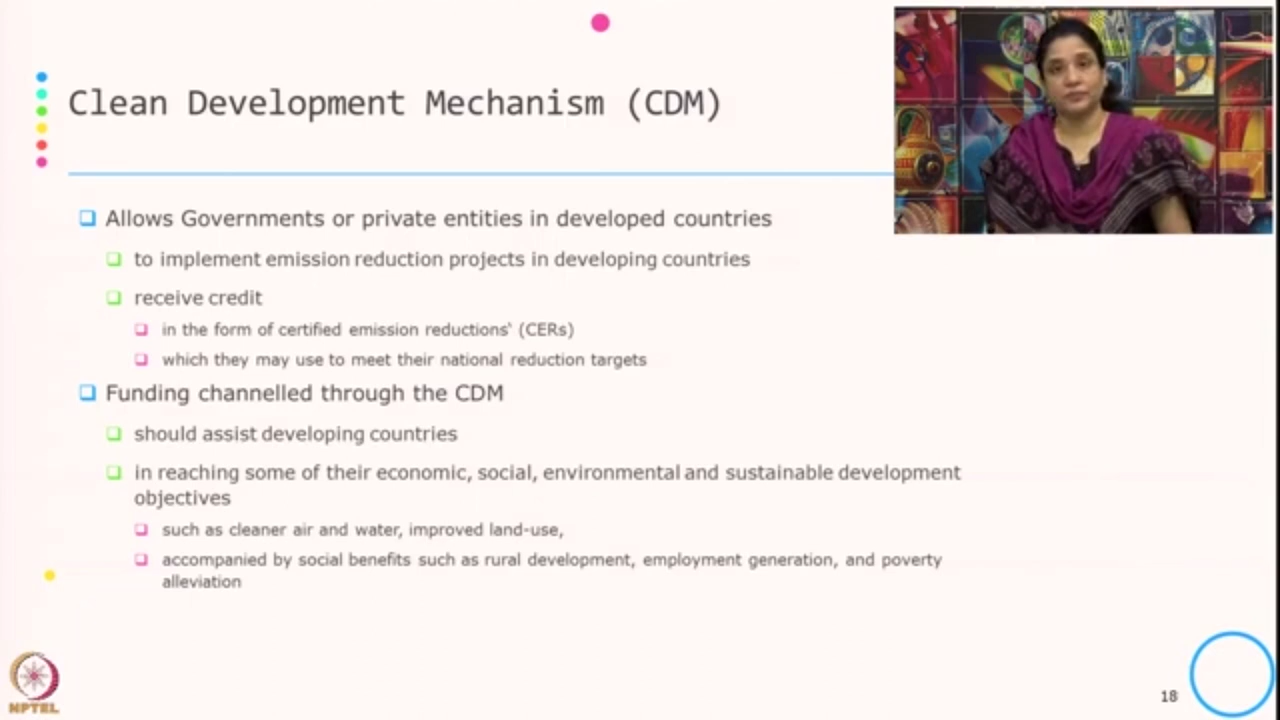 Clean Development Mechanism (CDM)
Allows Governments or private entities in developed countries
to implement emission reduction projects in developing countries
receive credit
in the form of certified emission reductions' (CERs)
which they may use to meet their national reduction targets
Funding channelled through the CDM
should assist developing countries
in reaching some of their economic, social, environmental and sustainable development
objectives
such as cleaner air and water, improved land-use,
accompanied by social benefits such as rural development, employment generation, and poverty
alleviation
NPTEL
18